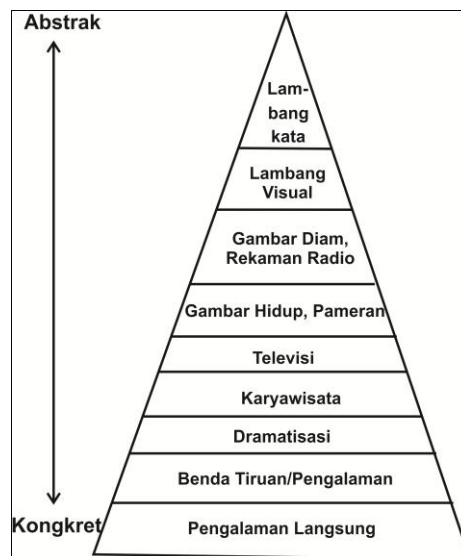 Abstrak
Lam-
bang
kata
Lambang
Visual
Gambar Diam,
Rekaman Radio
Gambar Hidup, Pameran
Televisi
Karyawisata
Dramatisasi
Benda Tiruan/Pengalaman
Kongkret
Pengalaman Langsung